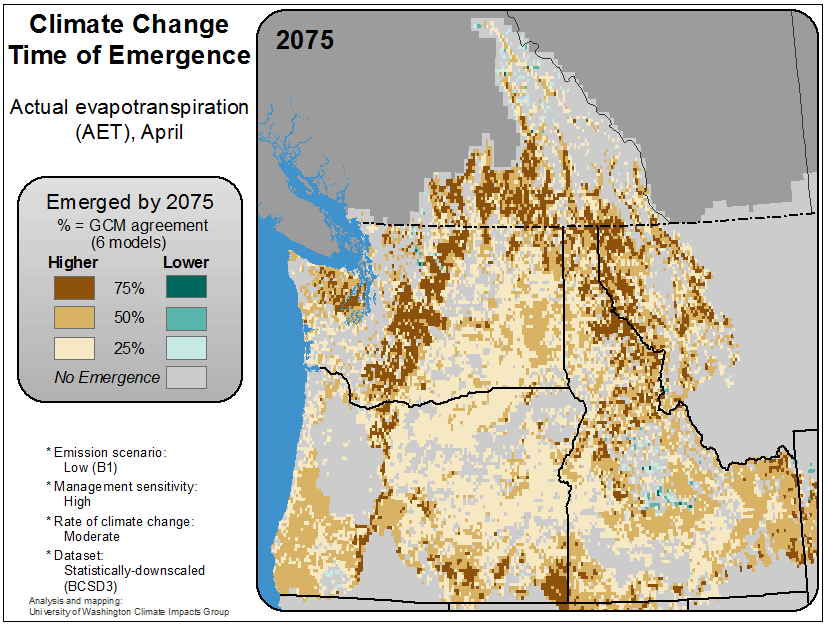 Climate Change
Time of Emergence
Actual evapotranspiration
(AET), April
Emerged by 2075
% = GCM agreement
(6 models)
Higher Lower
75%
50%
25%
No Emergence
* Emission scenario:
Low (B1)
* Management sensitivity:
High
* Rate of climate change:
Moderate
* Dataset:
Statistically-downscaled
(BCSD3)
Analysis and mapping:
University of Washington Climate Impacts Group
2075